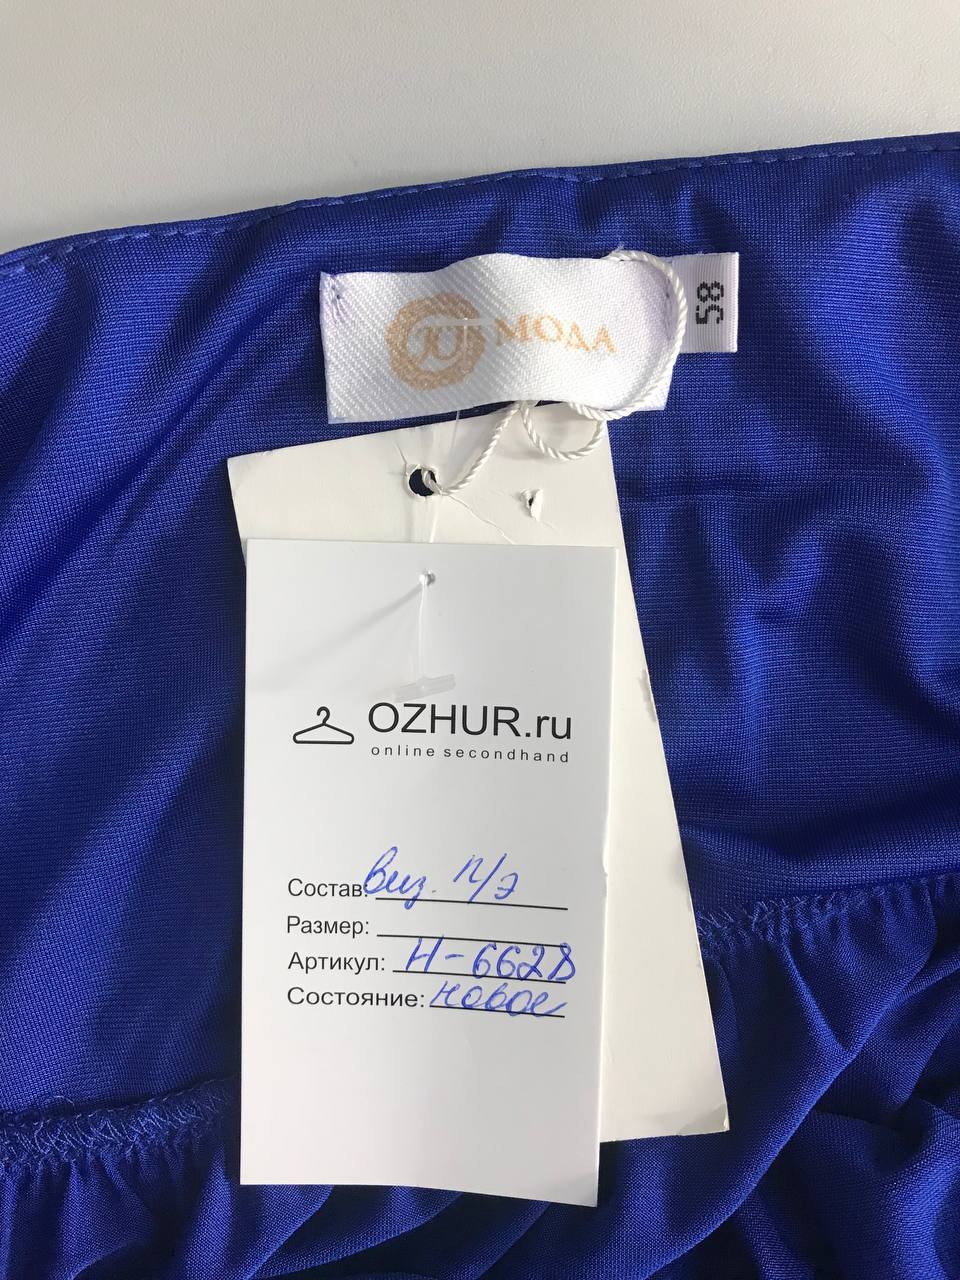 МОДА
58
OZHUR.ru
online secondhand
Состав: виз. п/э
Размер:
Артикул: Н-6628
Состояние: новое